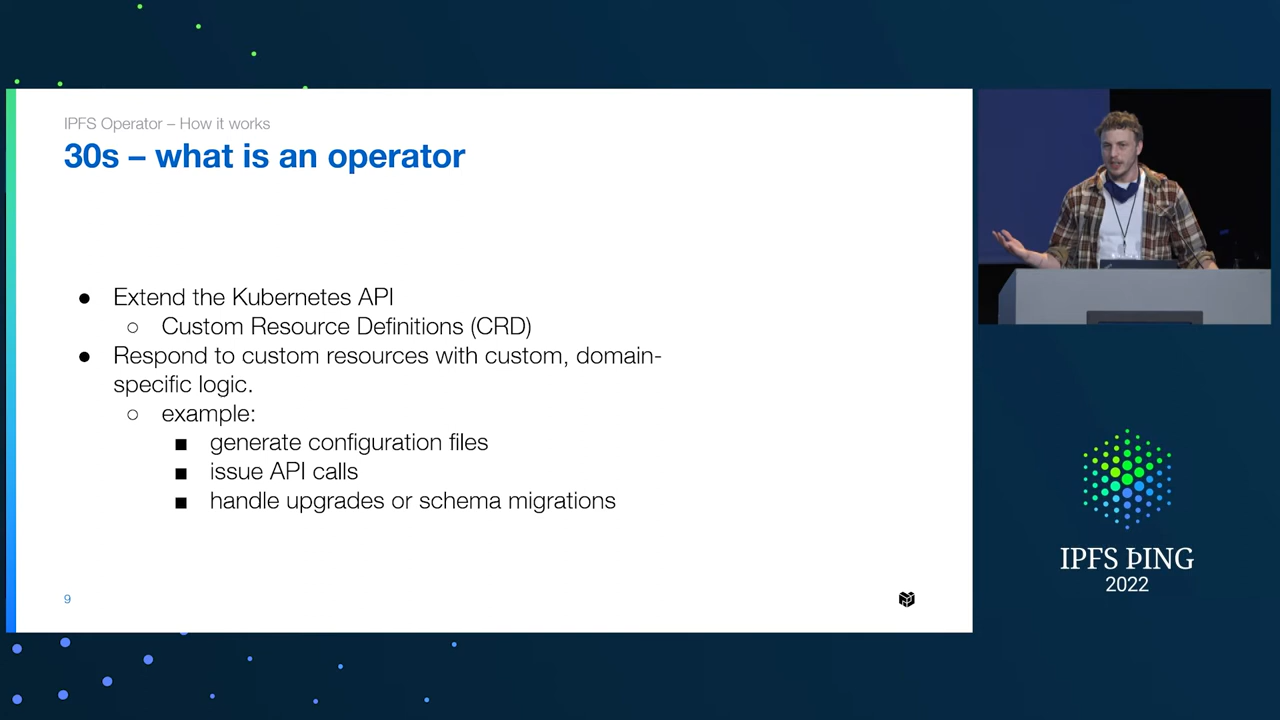 IPFS Operator – How it works
30s – what is an operator
● Extend the Kubernetes API
○ Custom Resource Definitions (CRD)
● Respond to custom resources with custom, domain-
specific logic.
○ example:
■ generate configuration files
■ issue API calls
■ handle upgrades or schema migrations
9
IPFS ÞING
2022